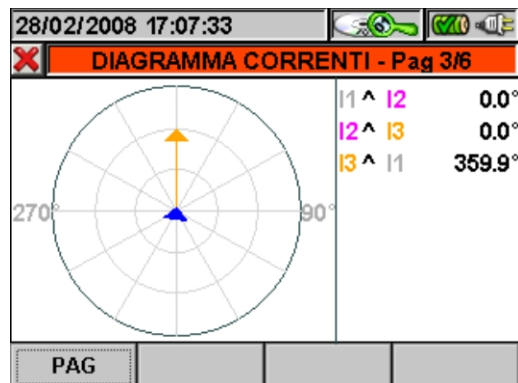 28/02/2008 17:07:33
DIAGRAMMA CORRENTI - Pag 3/6
I1 ^ I2 0.0°
I2 ^ I3 0.0°
I3 ^ I1 359.9°
270° 90°
PAG